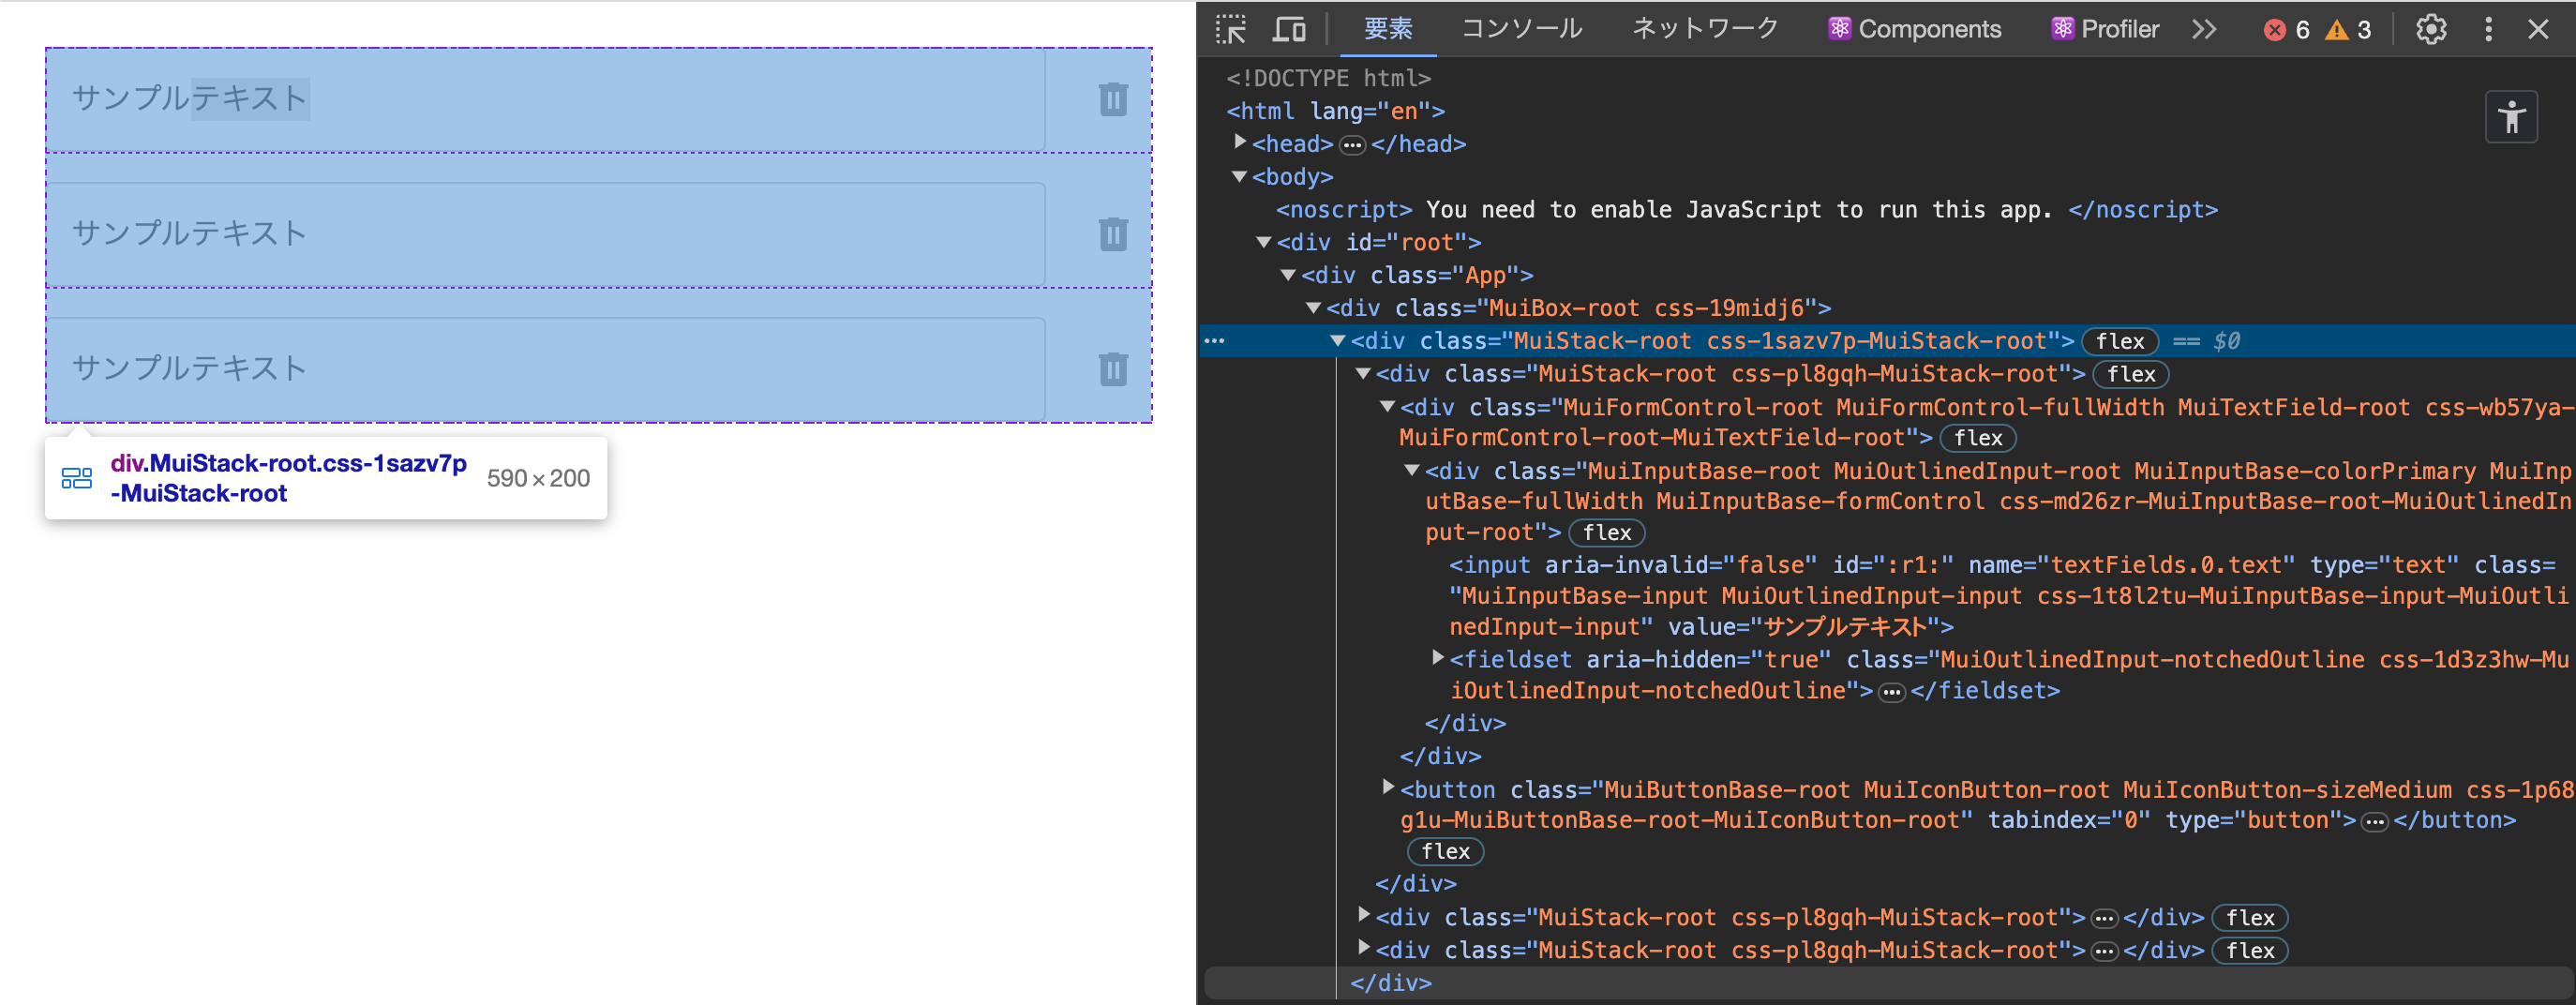 サンプルテキスト
サンプルテキスト
サンプルテキスト
div.MuiStack-root.css-1sazv7p
-MuiStack-root
590 × 200
要素 コンソール ネットワーク Components Profiler 6 3
<!DOCTYPE html>
<html lang="en">
<head>…</head>
<body>
<noscript> You need to enable JavaScript to run this app. </noscript>
<div id="root">
<div class="App">
<div class="MuiBox-root css-19midj6">
<div class="MuiStack-root css-1sazv7p-MuiStack-root"> flex == $0
<div class="MuiStack-root css-pl8gqh-MuiStack-root"> flex
<div class="MuiFormControl-root MuiFormControl-fullWidth MuiTextField-root css-wb57ya-
MuiFormControl-root-MuiTextField-root"> flex
<div class="MuiInputBase-root MuiOutlinedInput-root MuiInputBase-colorPrimary MuiInp
utBase-fullWidth MuiInputBase-formControl css-md26zr-MuiInputBase-root-MuiOutlinedIn
put-root"> flex
<input aria-invalid="false" id=":r1:" name="textFields.0.text" type="text" class=
"MuiInputBase-input MuiOutlinedInput-input css-1t8l2tu-MuiInputBase-input-MuiOutli
nedInput-input" value="サンプルテキスト">
<fieldset aria-hidden="true" class="MuiOutlinedInput-notchedOutline css-1d3z3hw-Mu
iOutlinedInput-notchedOutline">…</fieldset>
</div>
</div>
<button class="MuiButtonBase-root MuiIconButton-root MuiIconButton-sizeMedium css-1p68
g1u-MuiButtonBase-root-MuiIconButton-root" tabindex="0" type="button">…</button>
flex
</div>
<div class="MuiStack-root css-pl8gqh-MuiStack-root">…</div> flex
<div class="MuiStack-root css-pl8gqh-MuiStack-root">…</div> flex
</div>